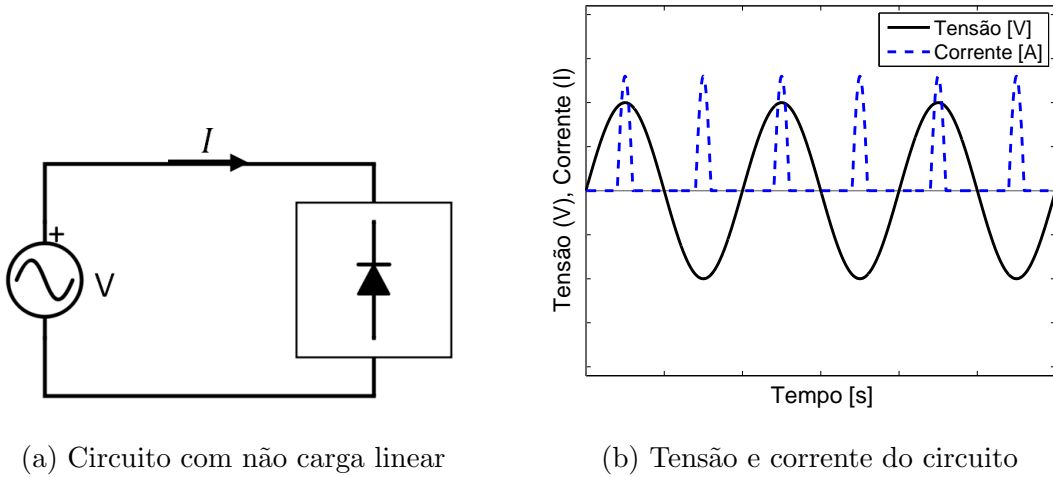 I
+
V
Tensão [V]
Corrente [A]
Tensão (V), Corrente (I)
Tempo [s]
(a) Circuito com não carga linear
(b) Tensão e corrente do circuito